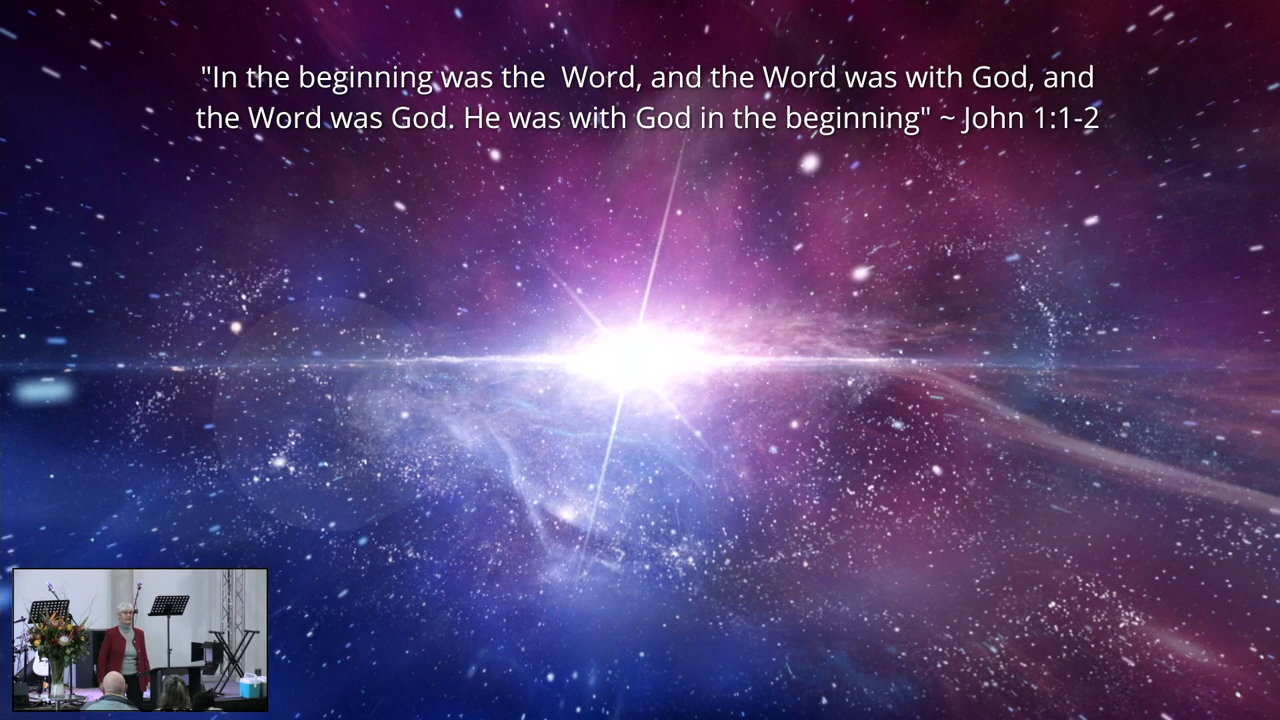 "In the beginning was the  Word, and the Word was with God, and
the Word was God. He was with God in the beginning" ~ John 1:1-2